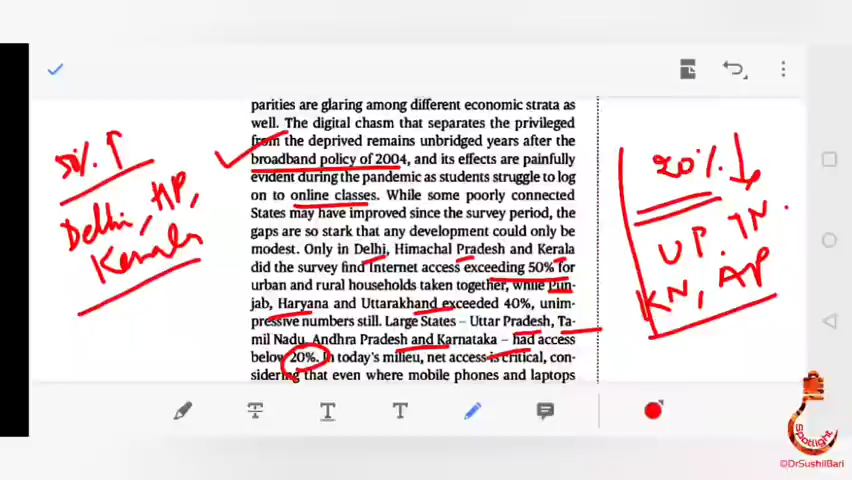 parities are glaring among different economic strata as
well. The digital chasm that separates the privileged
from the deprived remains unbridged years after the
broadband policy of 2004, and its effects are painfully
evident during the pandemic as students struggle to log
on to online classes. While some poorly connected
States may have improved since the survey period, the
gaps are so stark that any development could only be
modest. Only in Delhi, Himachal Pradesh and Kerala
did the survey find Internet access exceeding 50% for
urban and rural households taken together, while Pun-
jab, Haryana and Uttarakhand exceeded 40%, unim-
pressive numbers still. Large States – Uttar Pradesh, Ta-
mil Nadu, Andhra Pradesh and Karnataka – had access
below 20%. In today's milieu, net access is critical, con-
sidering that even where mobile phones and laptops
50% ↑
Delhi, HP,
Kerala
20% ↓
UP. TN.
KN, AP
T
T
T
Spotlight
©DrSushilBari